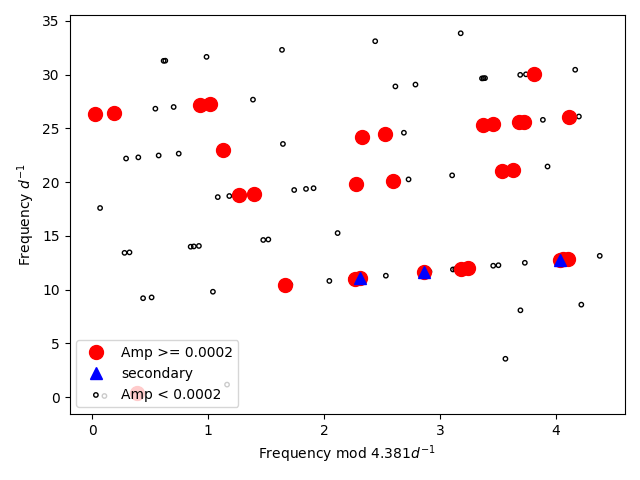 35
30
25
20
15
10
5
0
Frequency $d^{-1}$
Amp >= 0.0002
secondary
Amp < 0.0002
0 1 2 3 4
Frequency mod 4.381$d^{-1}$